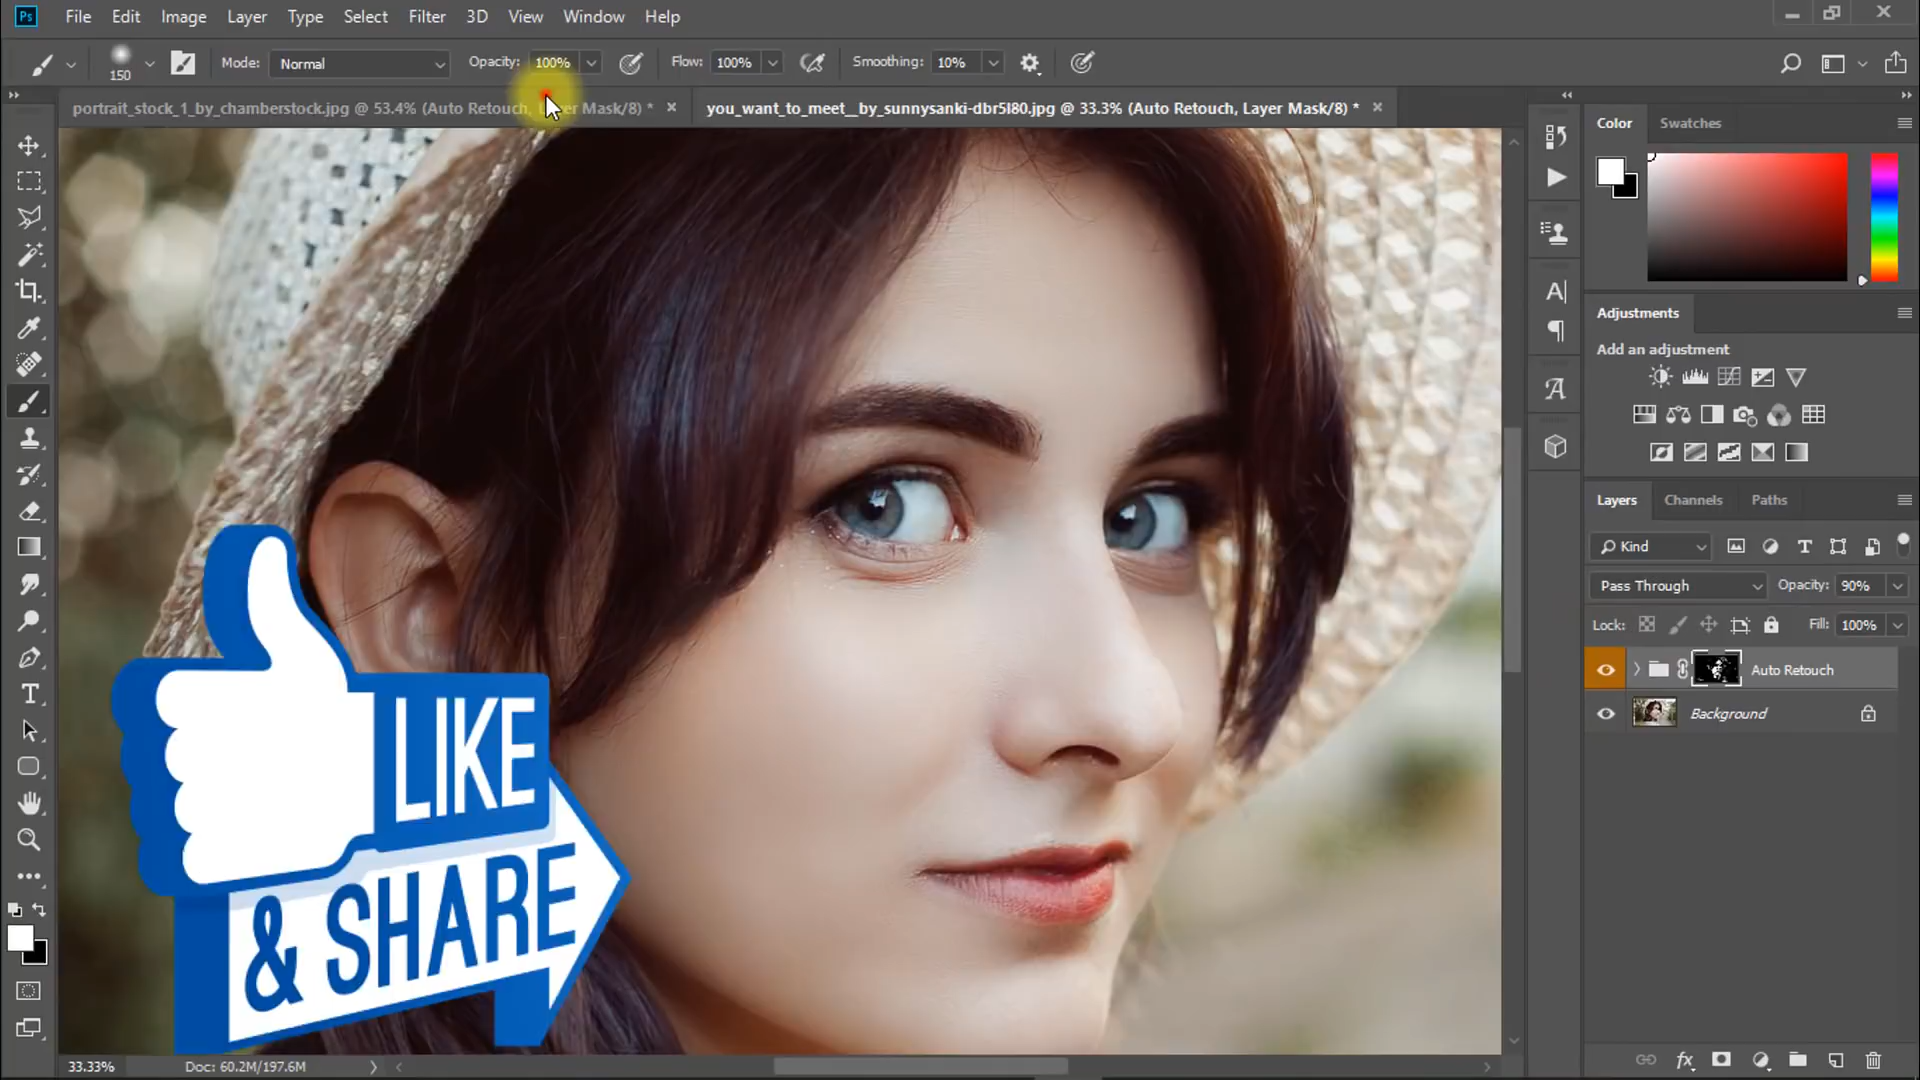 Ps File Edit Image Layer Type Select Filter 3D View Window Help
150 Mode: Normal Opacity: 100% Flow: 100% Smoothing: 10%
portrait_stock_1_by_chamberstock.jpg @ 53.4% (Auto Retouch, Layer Mask/8) * × you_want_to_meet__by_sunnysanki-dbr5l80.jpg @ 33.3% (Auto Retouch, Layer Mask/8) * ×
Color Swatches
Adjustments
Add an adjustment
Layers Channels Paths
Kind
Pass Through Opacity: 90%
Lock: Fill: 100%
Auto Retouch
Background
LIKE
& SHARE
33.33% Doc: 60.2M/197.6M